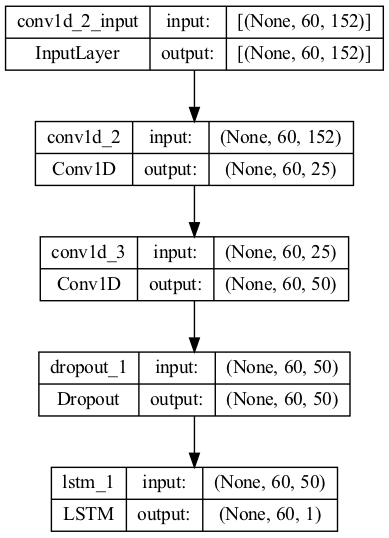 conv1d_2_input input: [(None, 60, 152)]
InputLayer output: [(None, 60, 152)]
conv1d_2 input: (None, 60, 152)
Conv1D output: (None, 60, 25)
conv1d_3 input: (None, 60, 25)
Conv1D output: (None, 60, 50)
dropout_1 input: (None, 60, 50)
Dropout output: (None, 60, 50)
lstm_1 input: (None, 60, 50)
LSTM output: (None, 60, 1)